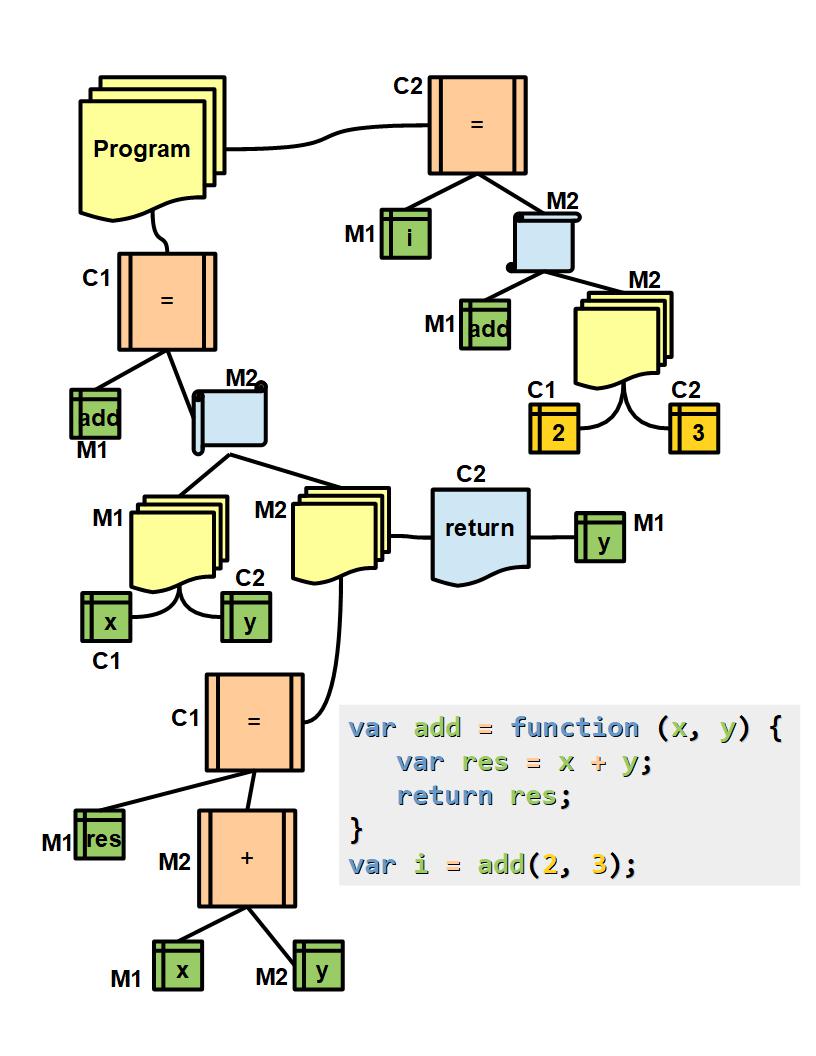 C2
Program
=
M2
M1
i
C1
=
M2
M1
add
C1
C2
M2
add
2
3
M1
C2
M1
M2
return
M1
y
C2
x
y
C1
C1
=
var add = function (x, y) {
var res = x + y;
return res;
}
var i = add(2, 3);
M1
res
M2
+
M1
x
M2
y